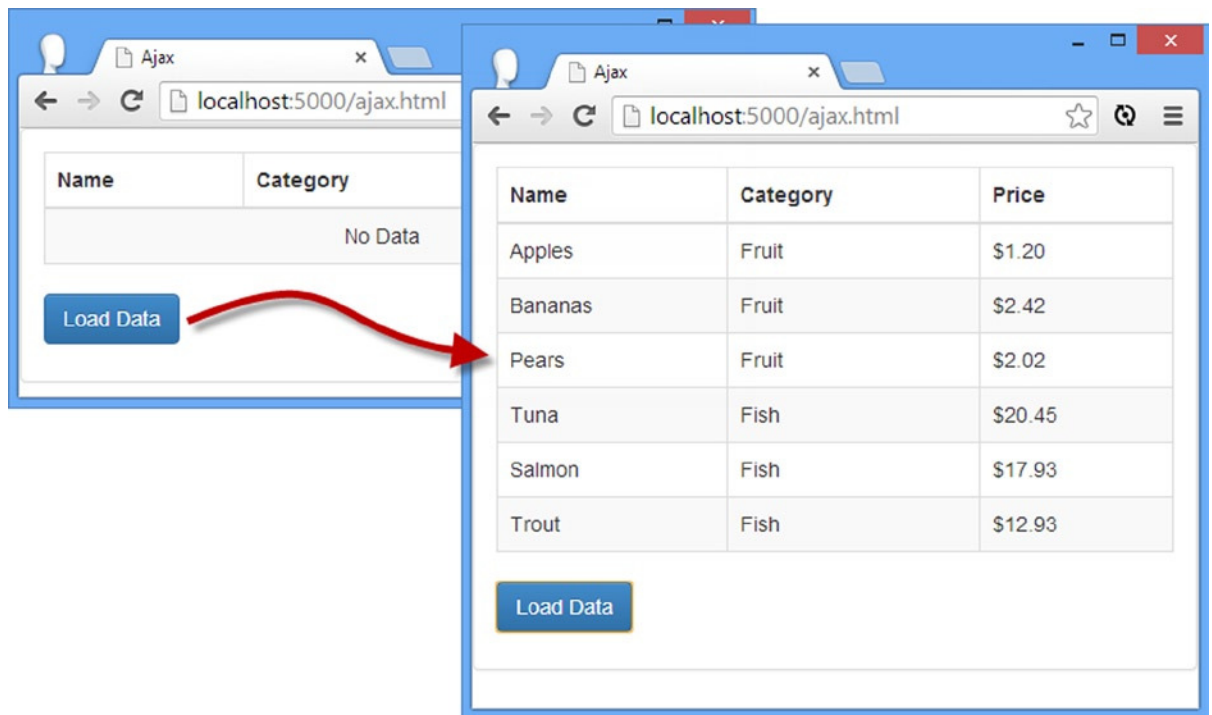 Ajax
localhost:5000/ajax.html
Name Category
No Data
Load Data
Ajax
localhost:5000/ajax.html
Name Category Price
Apples Fruit $1.20
Bananas Fruit $2.42
Pears Fruit $2.02
Tuna Fish $20.45
Salmon Fish $17.93
Trout Fish $12.93
Load Data